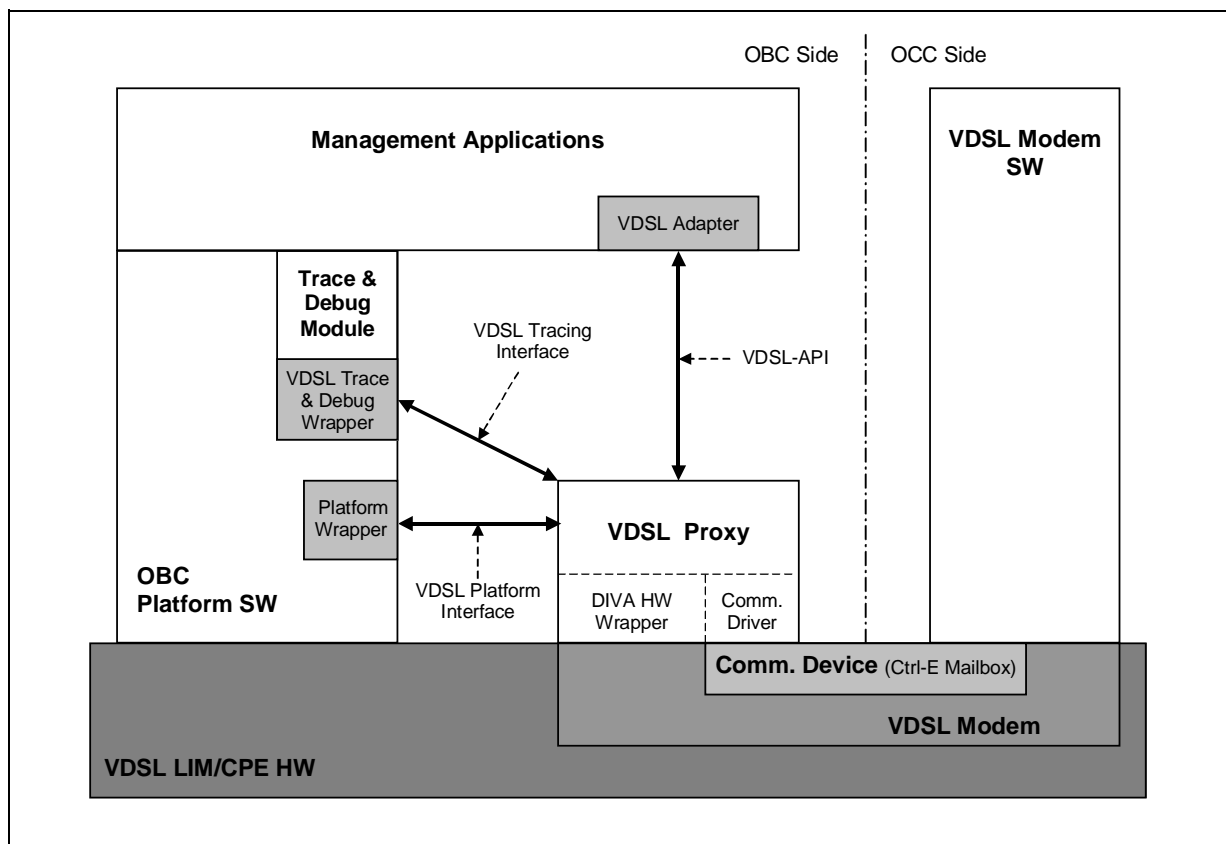 OBC Side
OCC Side
Management Applications
VDSL Modem
SW
VDSL Adapter
Trace &
Debug
Module
VDSL Tracing
Interface
VDSL-API
VDSL Trace
& Debug
Wrapper
Platform
Wrapper
VDSL Proxy
OBC
Platform SW
VDSL Platform
Interface
DIVA HW
Wrapper
Comm.
Driver
Comm. Device (Ctrl-E Mailbox)
VDSL Modem
VDSL LIM/CPE HW